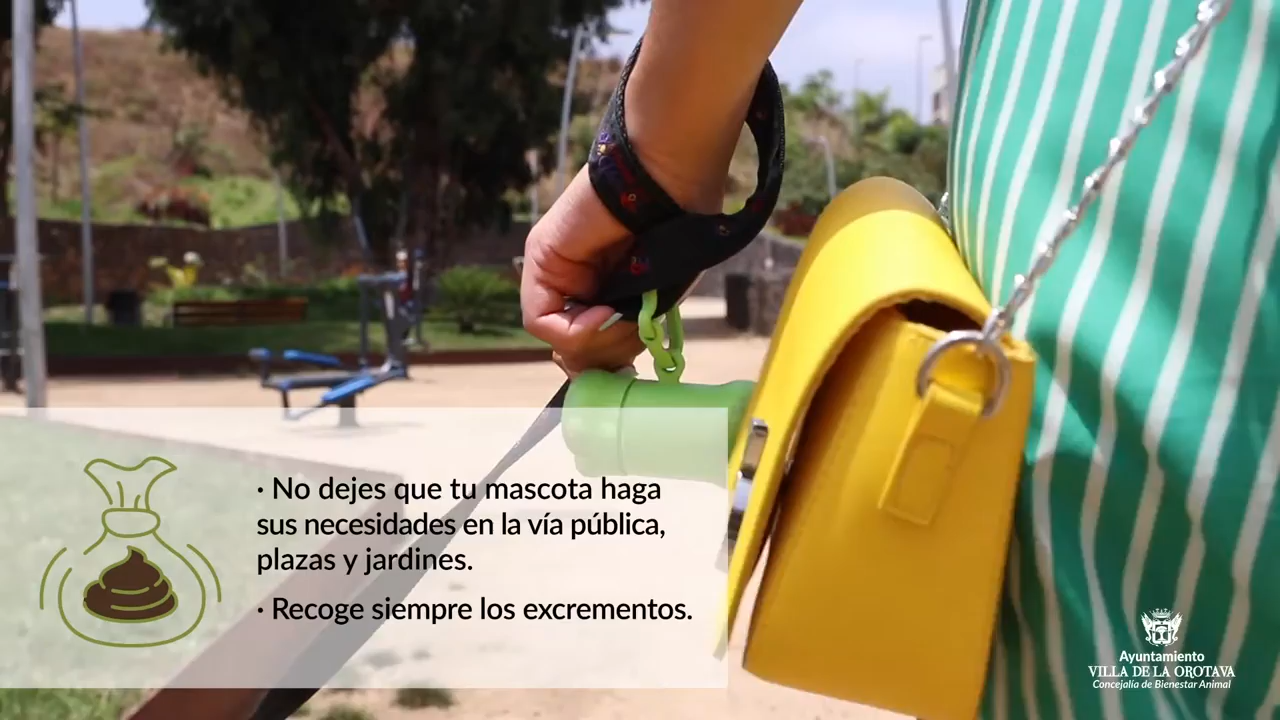 · No dejes que tu mascota haga
sus necesidades en la vía pública,
plazas y jardines.
· Recoge siempre los excrementos.
Ayuntamiento
VILLA DE LA OROTAVA
Concejalía de Bienestar Animal